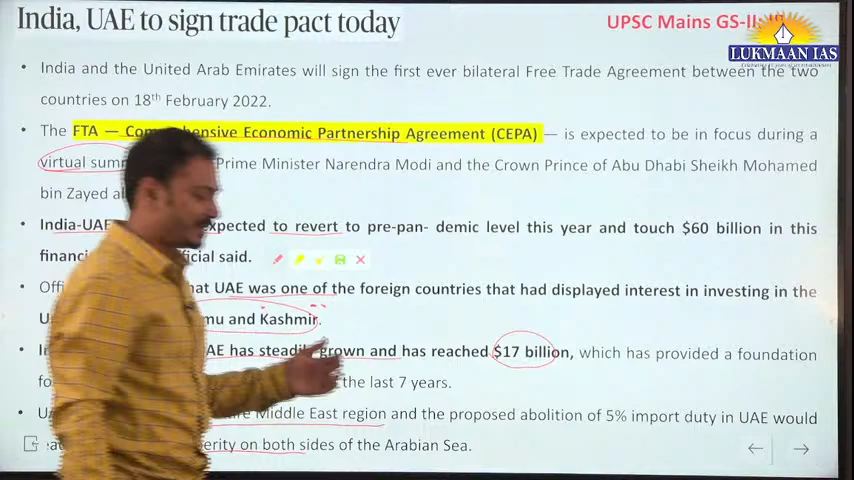 India, UAE to sign trade pact today
UPSC Mains GS-II,
LUKMAAN IAS
• India and the United Arab Emirates will sign the first ever bilateral Free Trade Agreement between the two
countries on 18th February 2022.
• The FTA — Comprehensive Economic Partnership Agreement (CEPA) — is expected to be in focus during a
virtual Prime Minister Narendra Modi and the Crown Prince of Abu Dhabi Sheikh Mohamed
bin Zayed
• India-UAE expected to revert to pre-pan- demic level this year and touch $60 billion in this
said.
• UAE was one of the foreign countries that had displayed interest in investing in the
and Kashmir.
• has steadily grown and has reached $17 billion, which has provided a foundation
the last 7 years.
• Middle East region and the proposed abolition of 5% import duty in UAE would
on both sides of the Arabian Sea.